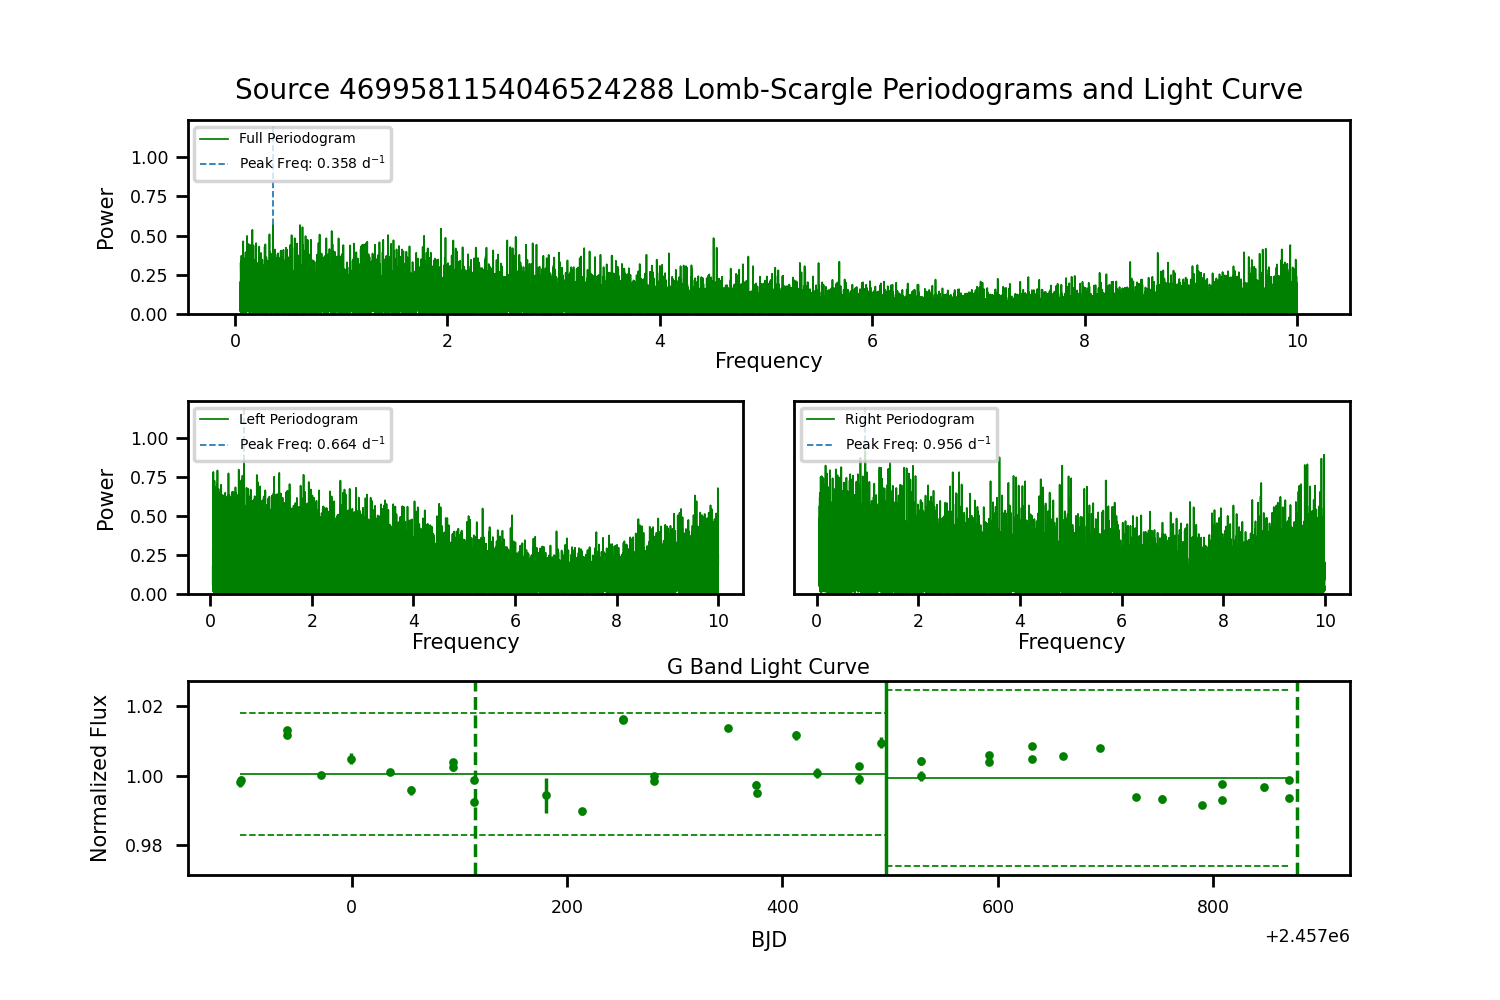 Source 4699581154046524288 Lomb-Scargle Periodograms and Light Curve
Full Periodogram
Peak Freq: 0.358 d⁻¹
Power
1.00
0.75
0.50
0.25
0.00
0 2 4 6 8 10
Frequency
Left Periodogram
Peak Freq: 0.664 d⁻¹
Power
1.00
0.75
0.50
0.25
0.00
0 2 4 6 8 10
Frequency
Right Periodogram
Peak Freq: 0.956 d⁻¹
0 2 4 6 8 10
Frequency
G Band Light Curve
Normalized Flux
1.02
1.00
0.98
0 200 400 600 800
BJD
+2.457e6